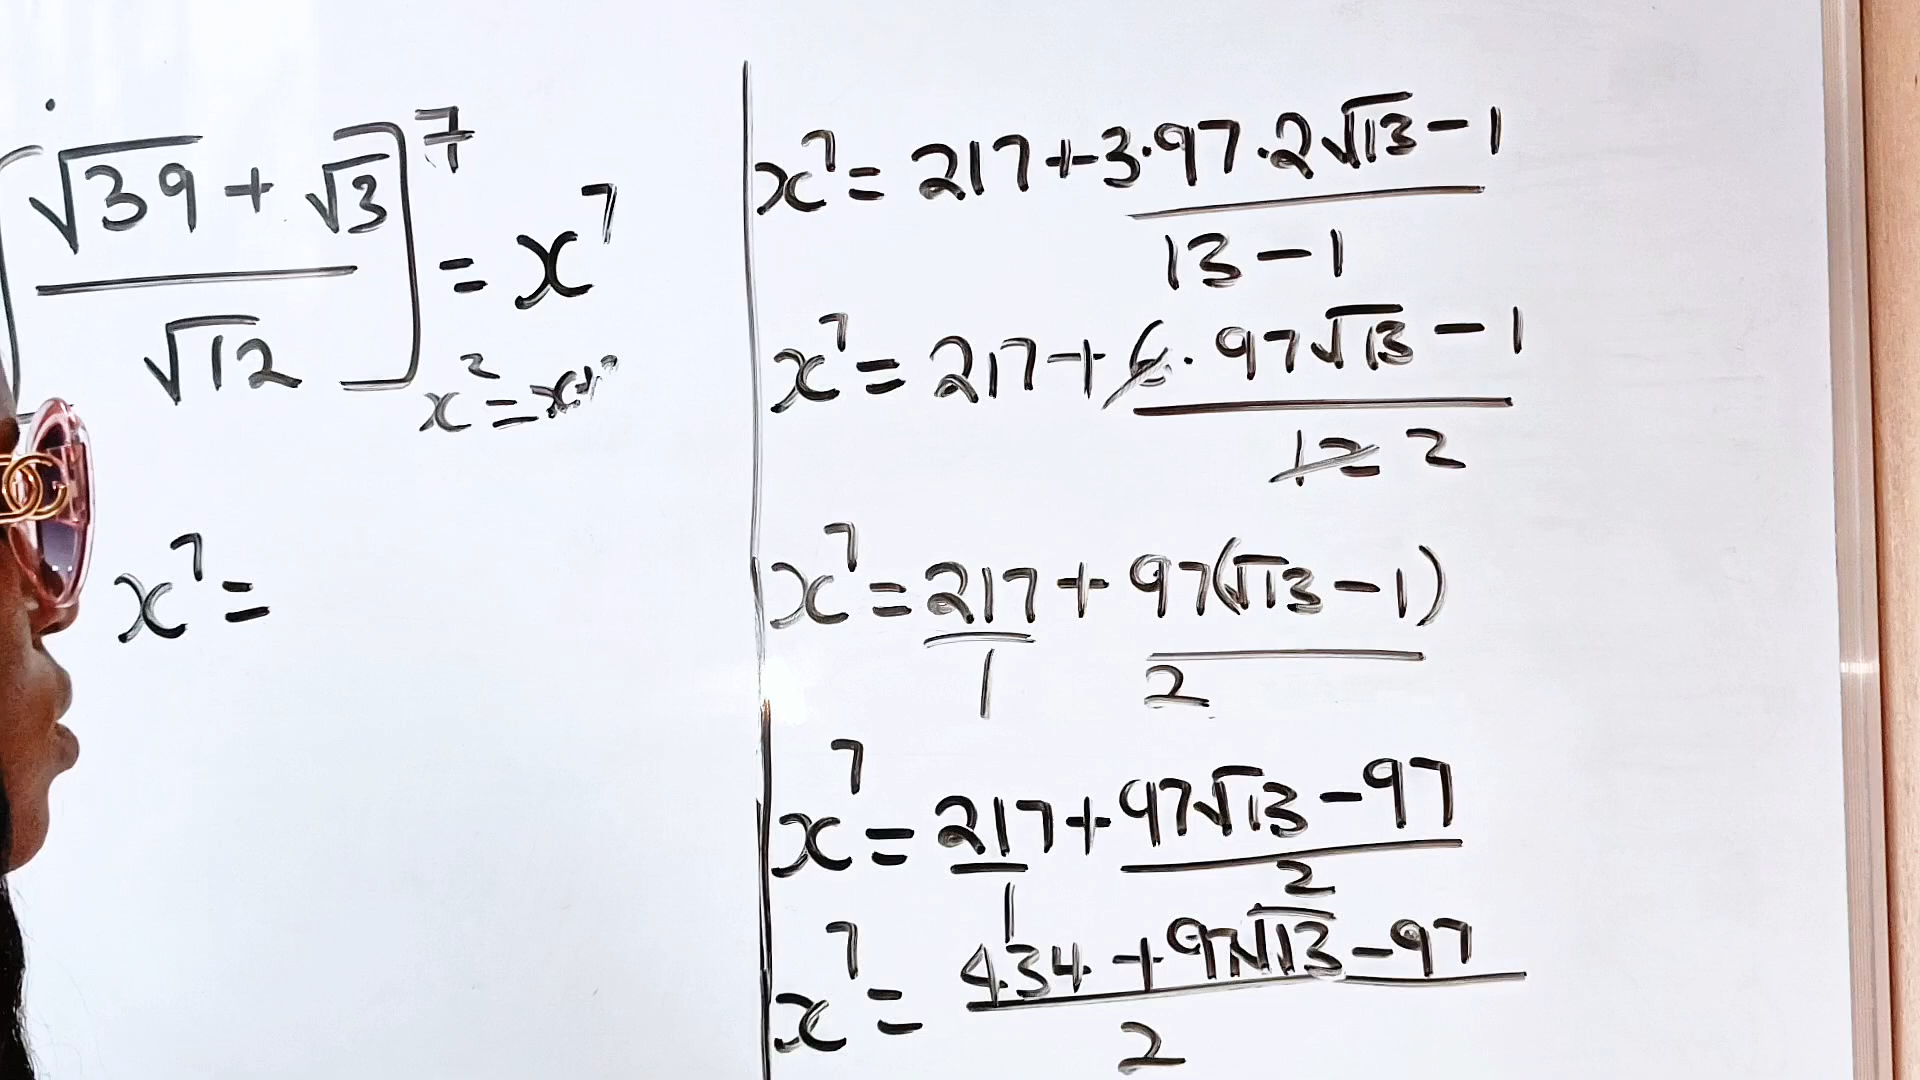 [(√39 + √3)/√12]^7 = x^7
x^2 = x+
x^7 =
x^7 = 217 + 3·97·2(√13 - 1)/(13 - 1)
x^7 = 217 + 6·97√13 - 1/12 2
x^7 = 217/1 + 97(√13 - 1)/2
x^7 = 217/1 + (97√13 - 97)/2
x^7 = (434 + 97√13 - 97)/2